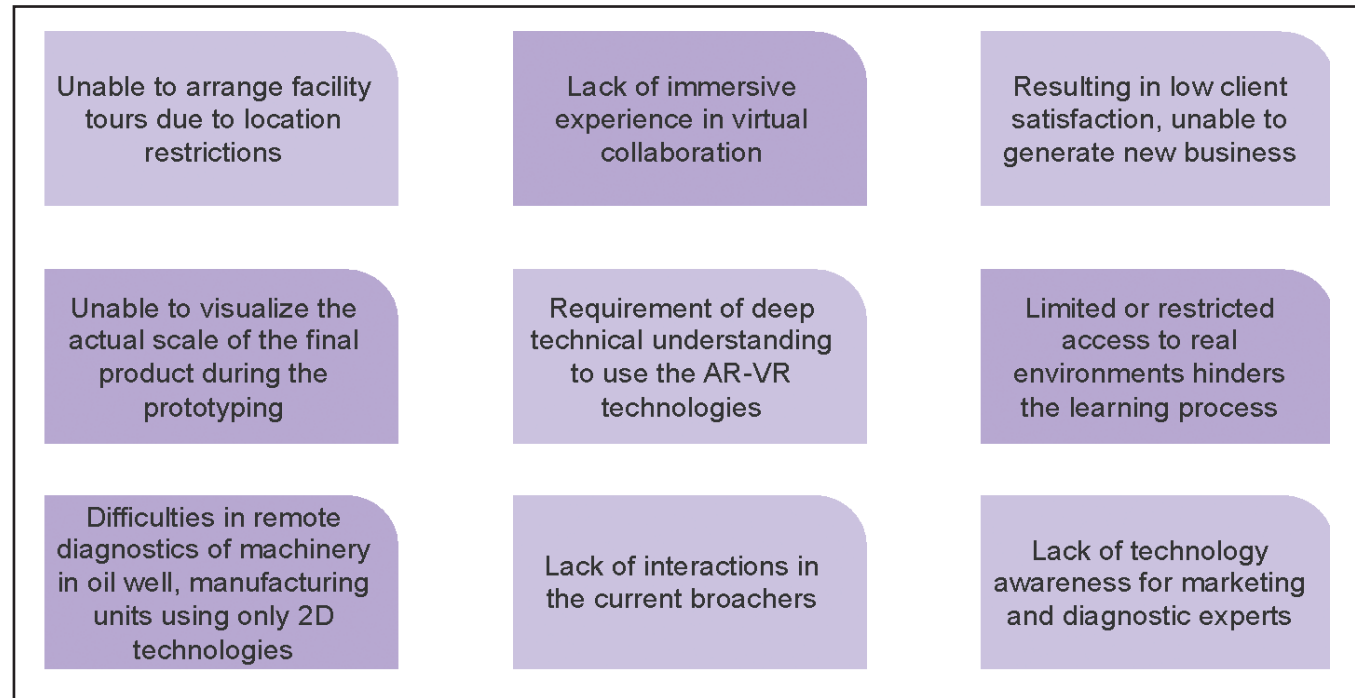 Unable to arrange facility
tours due to location
restrictions
Lack of immersive
experience in virtual
collaboration
Resulting in low client
satisfaction, unable to
generate new business
Unable to visualize the
actual scale of the final
product during the
prototyping
Requirement of deep
technical understanding
to use the AR-VR
technologies
Limited or restricted
access to real
environments hinders
the learning process
Difficulties in remote
diagnostics of machinery
in oil well, manufacturing
units using only 2D
technologies
Lack of interactions in
the current broachers
Lack of technology
awareness for marketing
and diagnostic experts